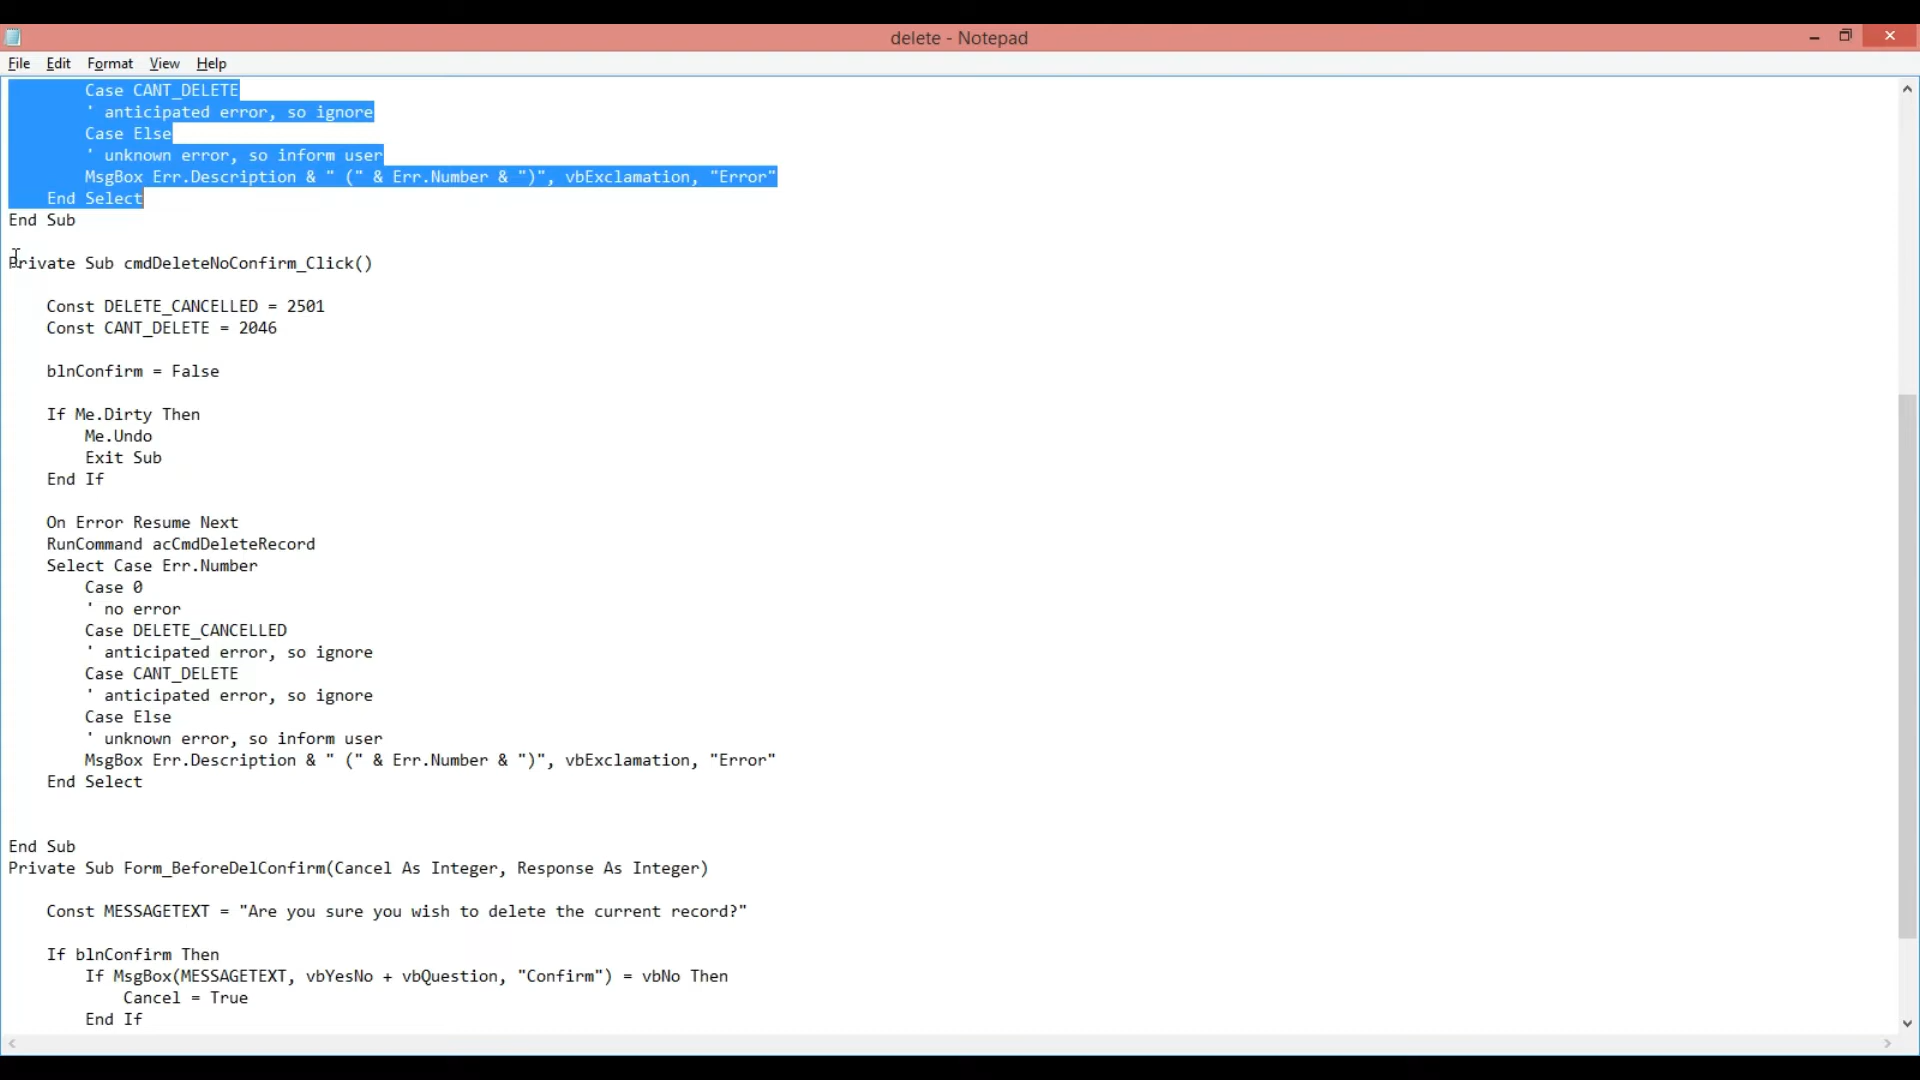 delete - Notepad
File Edit Format View Help
        Case CANT_DELETE
        ' anticipated error, so ignore
        Case Else
        ' unknown error, so inform user
        MsgBox Err.Description & " (" & Err.Number & ")", vbExclamation, "Error"
    End Select
End Sub

Private Sub cmdDeleteNoConfirm_Click()

    Const DELETE_CANCELLED = 2501
    Const CANT_DELETE = 2046

    blnConfirm = False

    If Me.Dirty Then
        Me.Undo
        Exit Sub
    End If

    On Error Resume Next
    RunCommand acCmdDeleteRecord
    Select Case Err.Number
        Case 0
        ' no error
        Case DELETE_CANCELLED
        ' anticipated error, so ignore
        Case CANT_DELETE
        ' anticipated error, so ignore
        Case Else
        ' unknown error, so inform user
        MsgBox Err.Description & " (" & Err.Number & ")", vbExclamation, "Error"
    End Select


End Sub
Private Sub Form_BeforeDelConfirm(Cancel As Integer, Response As Integer)

    Const MESSAGETEXT = "Are you sure you wish to delete the current record?"

    If blnConfirm Then
        If MsgBox(MESSAGETEXT, vbYesNo + vbQuestion, "Confirm") = vbNo Then
            Cancel = True
        End If